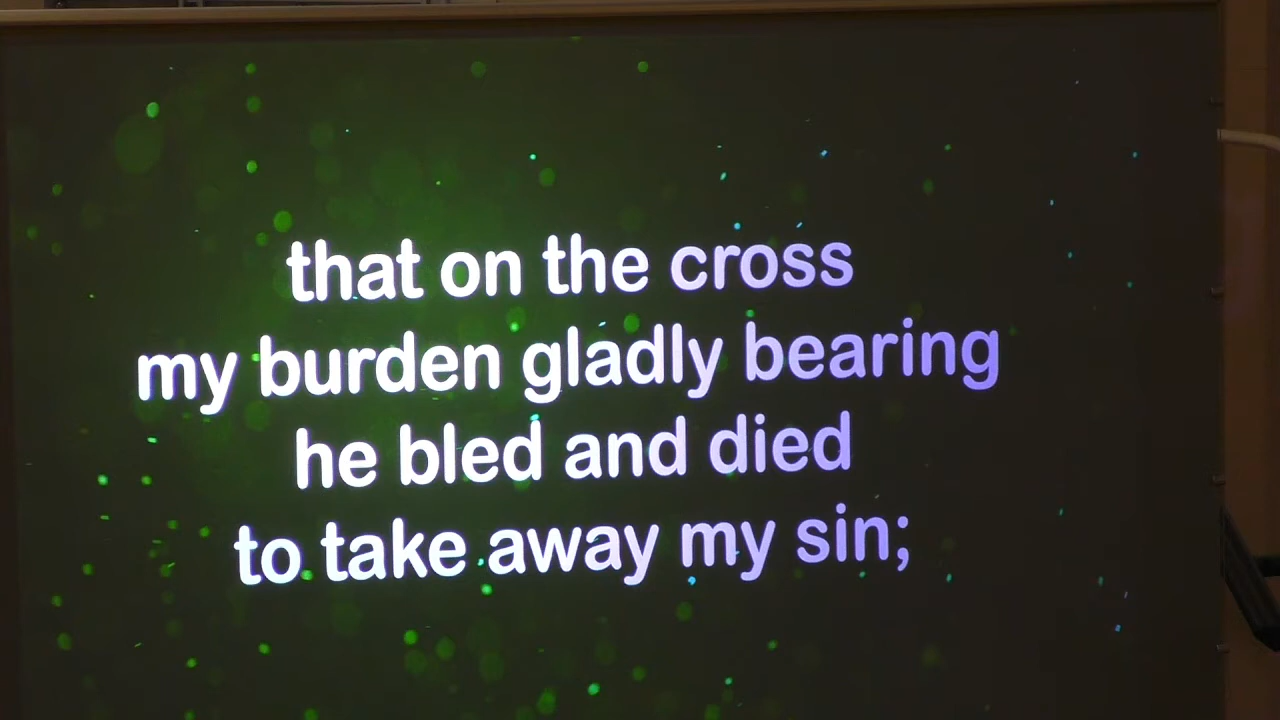 that on the cross
my burden gladly bearing
he bled and died
to take away my sin;